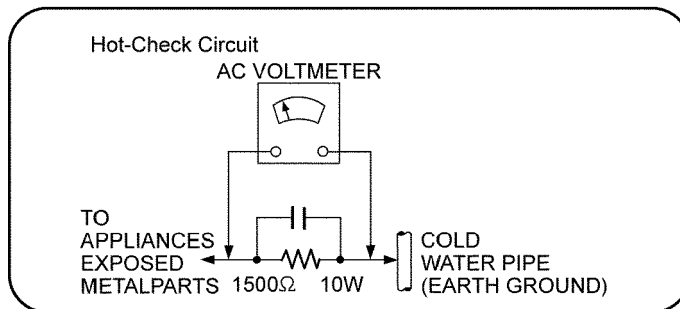 Hot-Check Circuit
AC VOLTMETER
TO
APPLIANCES
EXPOSED
METALPARTS
1500Ω 10W
COLD
WATER PIPE
(EARTH GROUND)